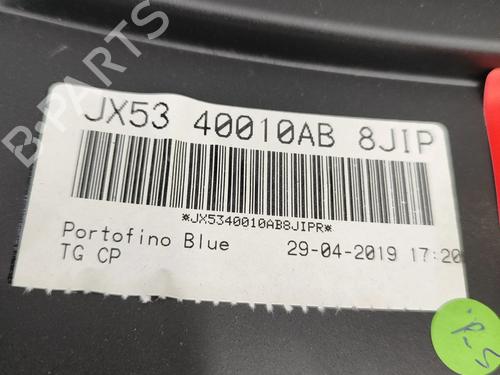 B-PARTS
JX53 40010AB 8JIP
*JX5340010AB8JIPR*
Portofino Blue 29-04-2019 17:20
TG CP